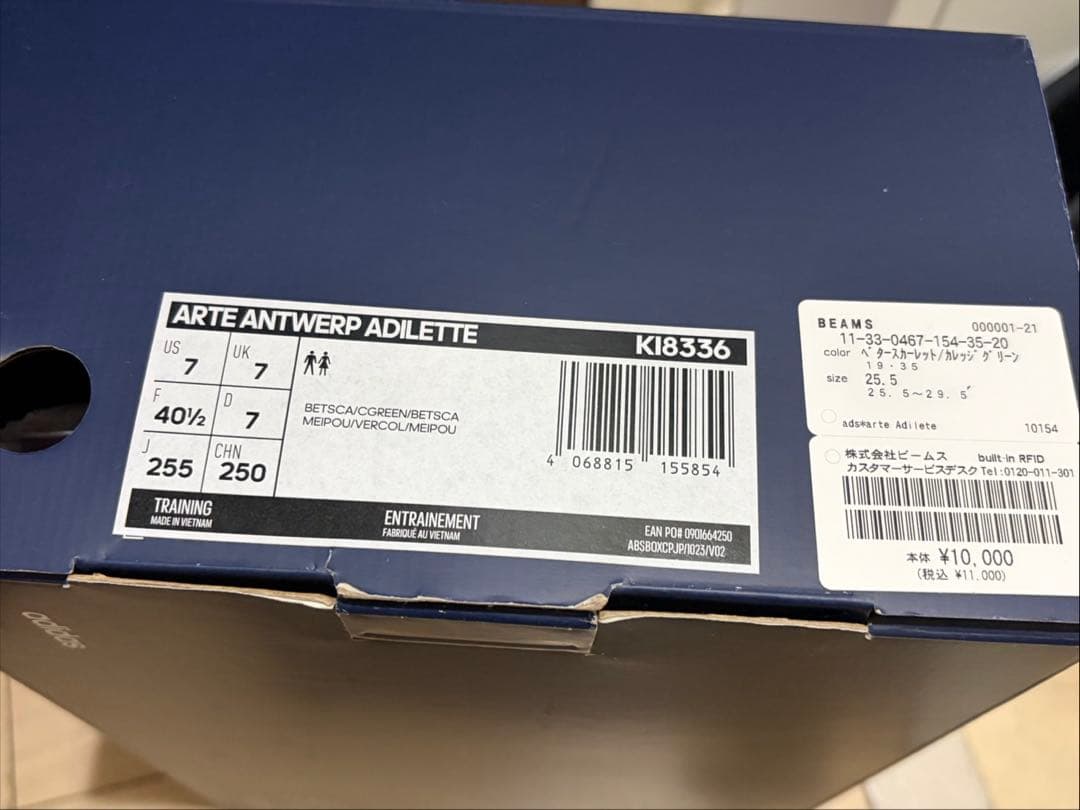 ARTE ANTWERP ADILETTE KI8336
US 7 UK 7
F 40½ D 7
J 255 CHN 250
BETSCA/CGREEN/BETSCA
MEIPOU/VERCOL/MEIPOU
4 068815 155854
TRAINING
MADE IN VIETNAM
ENTRAINEMENT
FABRIQUÉ AU VIETNAM
EAN PO# 0901664250
ABSBOXCPJP/1023/V02
BEAMS 000001-21
11-33-0467-154-35-20
color ベタースカーレット/カレッジグリーン
19・35
size 25.5
25.5~29.5
ads*arte Adilete 10154
株式会社ビームス built-in RFID
カスタマーサービスデスク Tel:0120-011-301
本体 ¥10,000
(税込 ¥11,000)
adidas